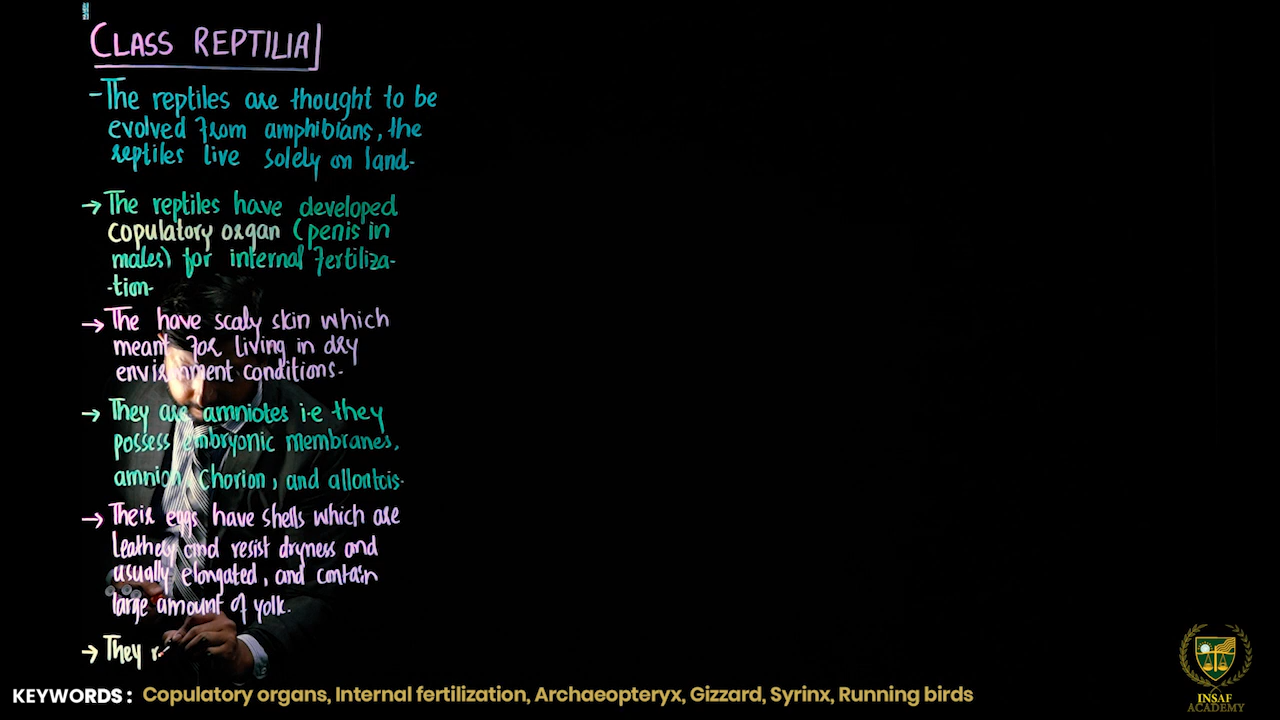 CLASS REPTILIA
- The reptiles are thought to be
evolved from amphibians, the
reptiles live solely on land-
→ The reptiles have developed
copulatory organ (penis in
males) for internal fertiliza-
-tion-
→ The have scaly skin which
meant for living in dry
environment conditions-
→ They are amniotes i.e they
possess embryonic membranes,
amnion, Chorion, and allontcis-
→ Their eggs have shells which are
leathery and resist dryness and
usually elongated, and contain
large amount of yolk.
→ They
KEYWORDS : Copulatory organs, Internal fertilization, Archaeopteryx, Gizzard, Syrinx, Running birds
INSAF
ACADEMY